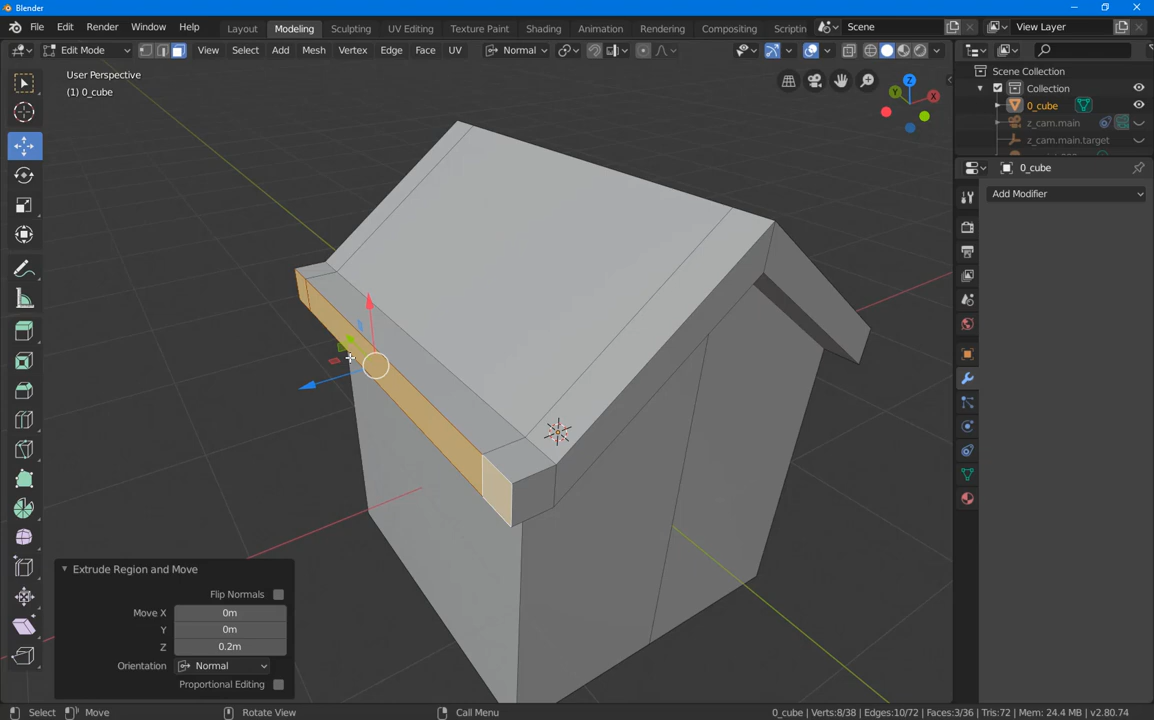 Blender
File Edit Render Window Help Layout Modeling Sculpting UV Editing Texture Paint Shading Animation Rendering Compositing Scriptin Scene View Layer
Edit Mode View Select Add Mesh Vertex Edge Face UV Normal
User Perspective
(1) 0_cube
Z
Y
X
Scene Collection
Collection
0_cube
z_cam.main
z_cam.main.target
0_cube
Add Modifier
Extrude Region and Move
Flip Normals
Move X 0m
Y 0m
Z 0.2m
Orientation Normal
Proportional Editing
Select Move Rotate View Call Menu 0_cube | Verts:8/38 | Edges:10/72 | Faces:3/36 | Tris:72 | Mem: 24.4 MB | v2.80.74